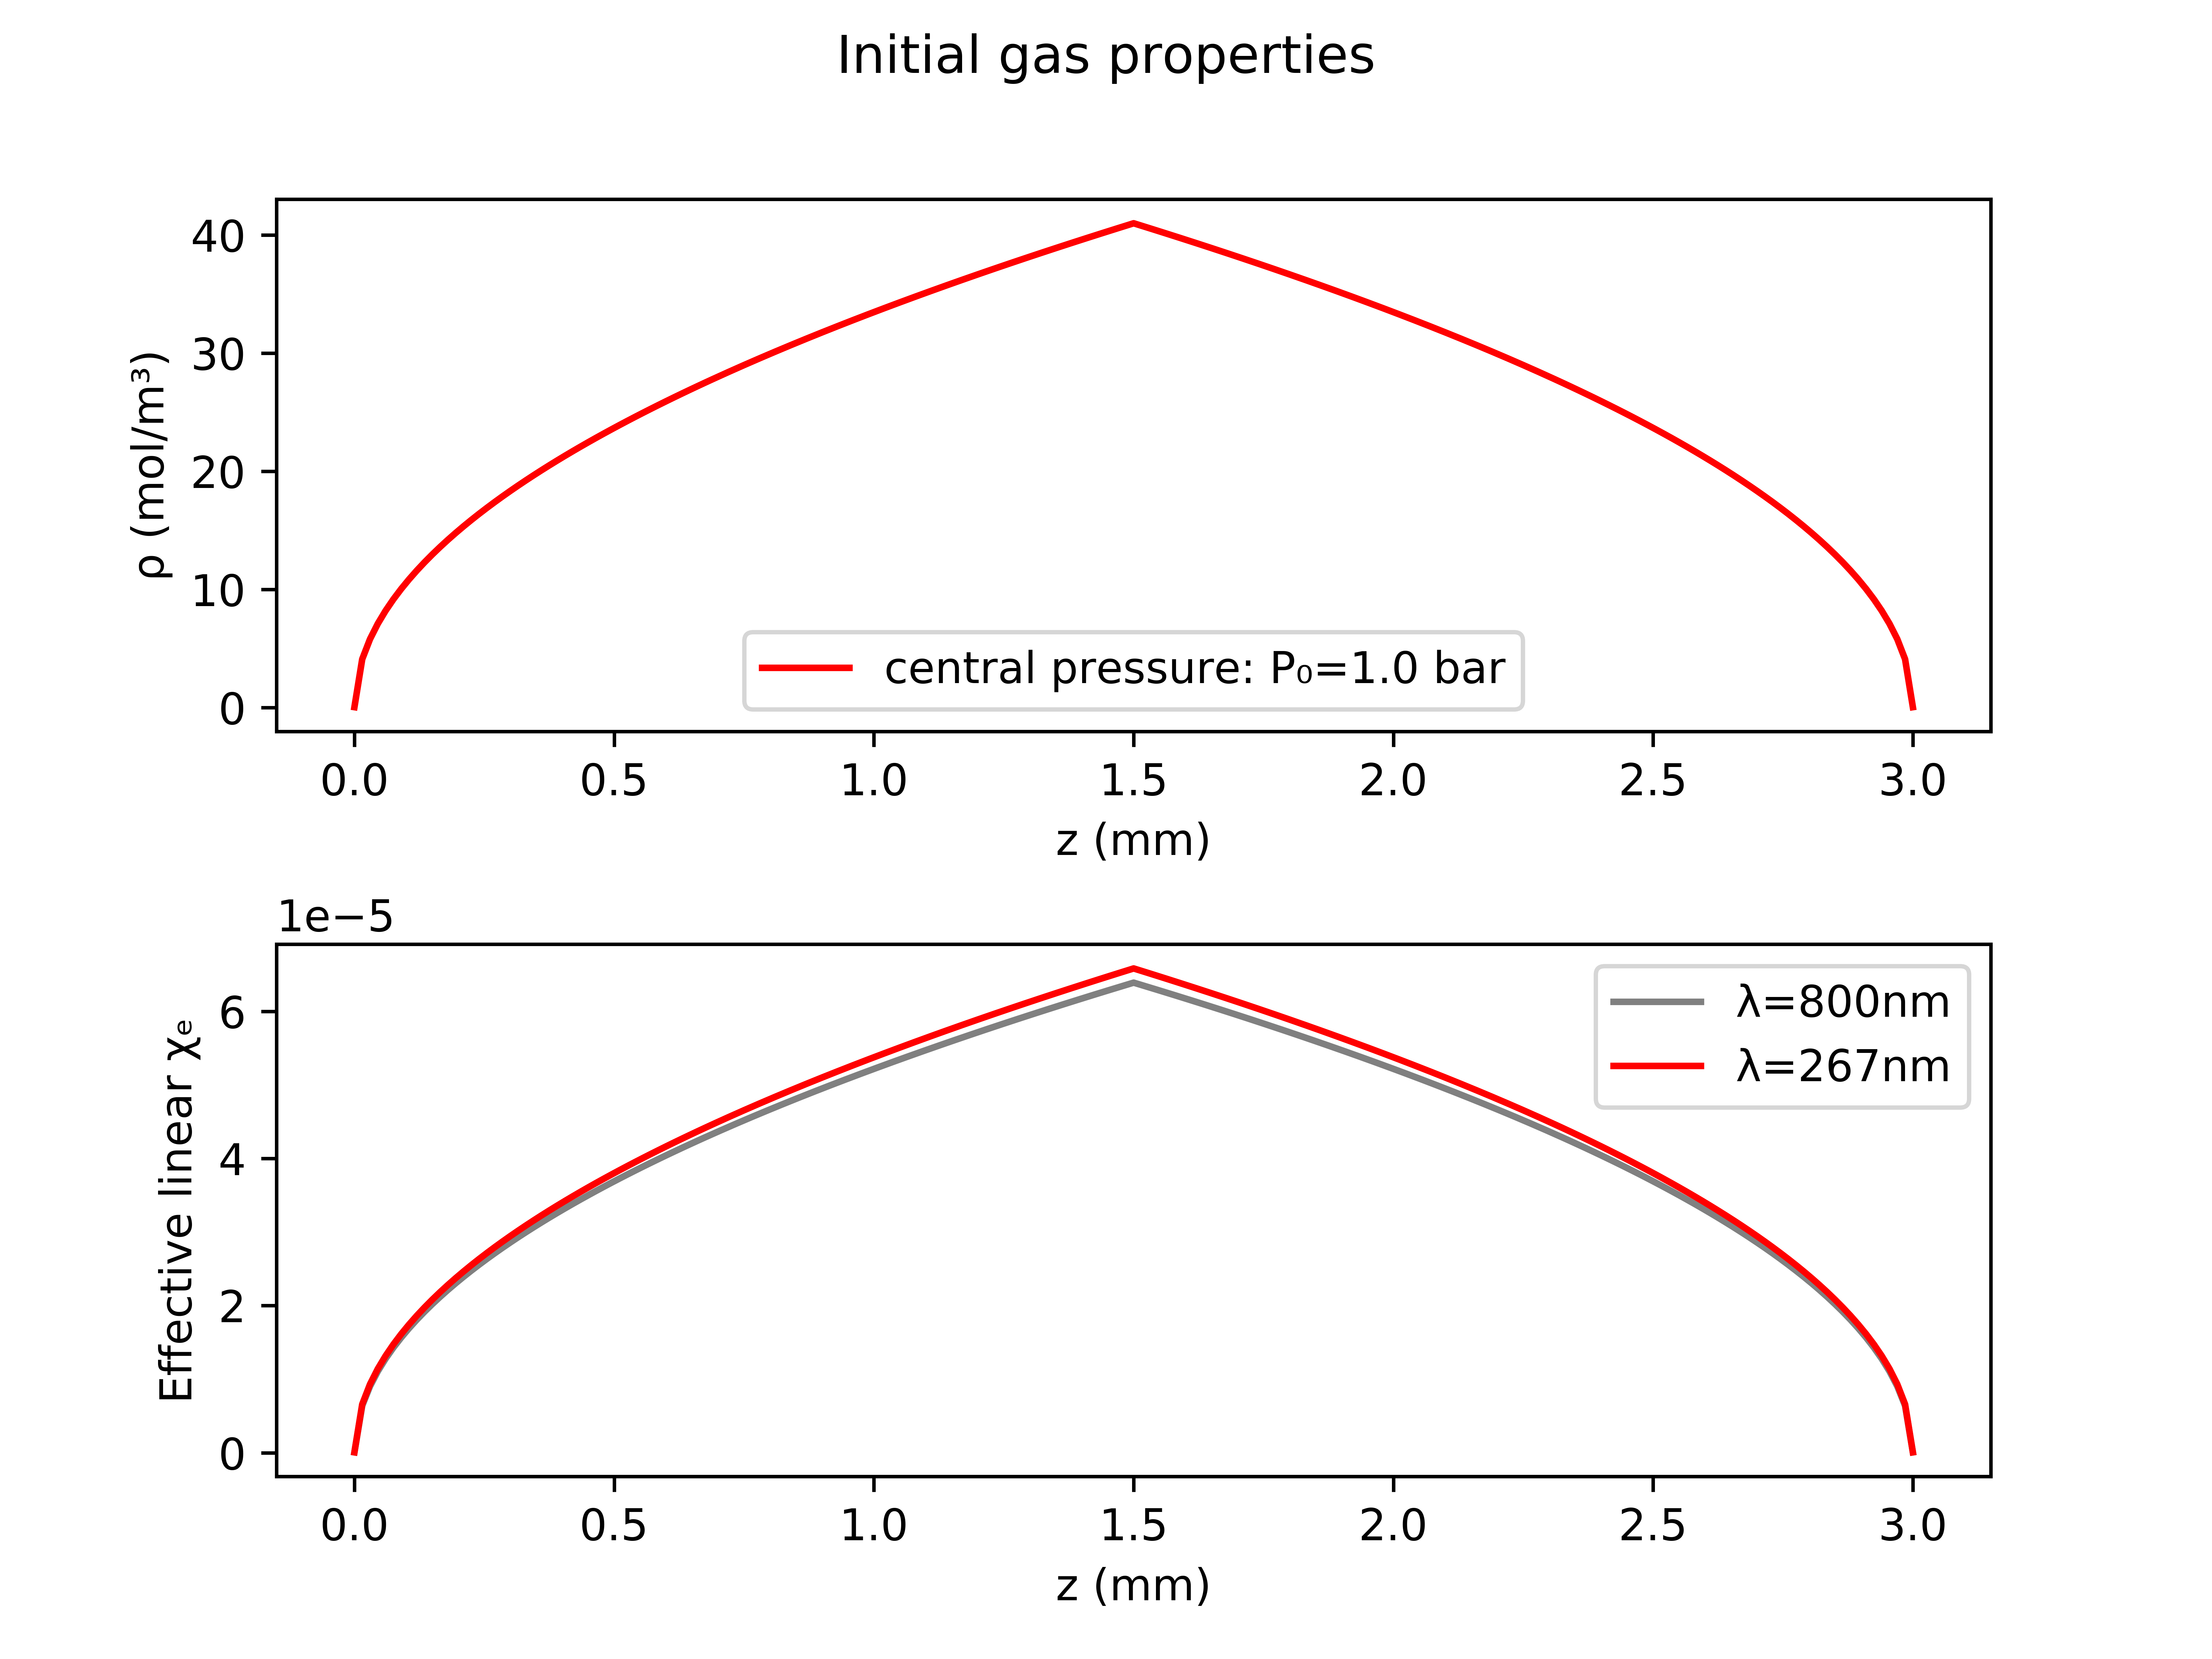 Initial gas properties
ρ (mol/m³)
40
30
20
10
0
central pressure: P₀=1.0 bar
0.0 0.5 1.0 1.5 2.0 2.5 3.0
z (mm)
1e−5
Effective linear χₑ
6
4
2
0
λ=800nm
λ=267nm
0.0 0.5 1.0 1.5 2.0 2.5 3.0
z (mm)